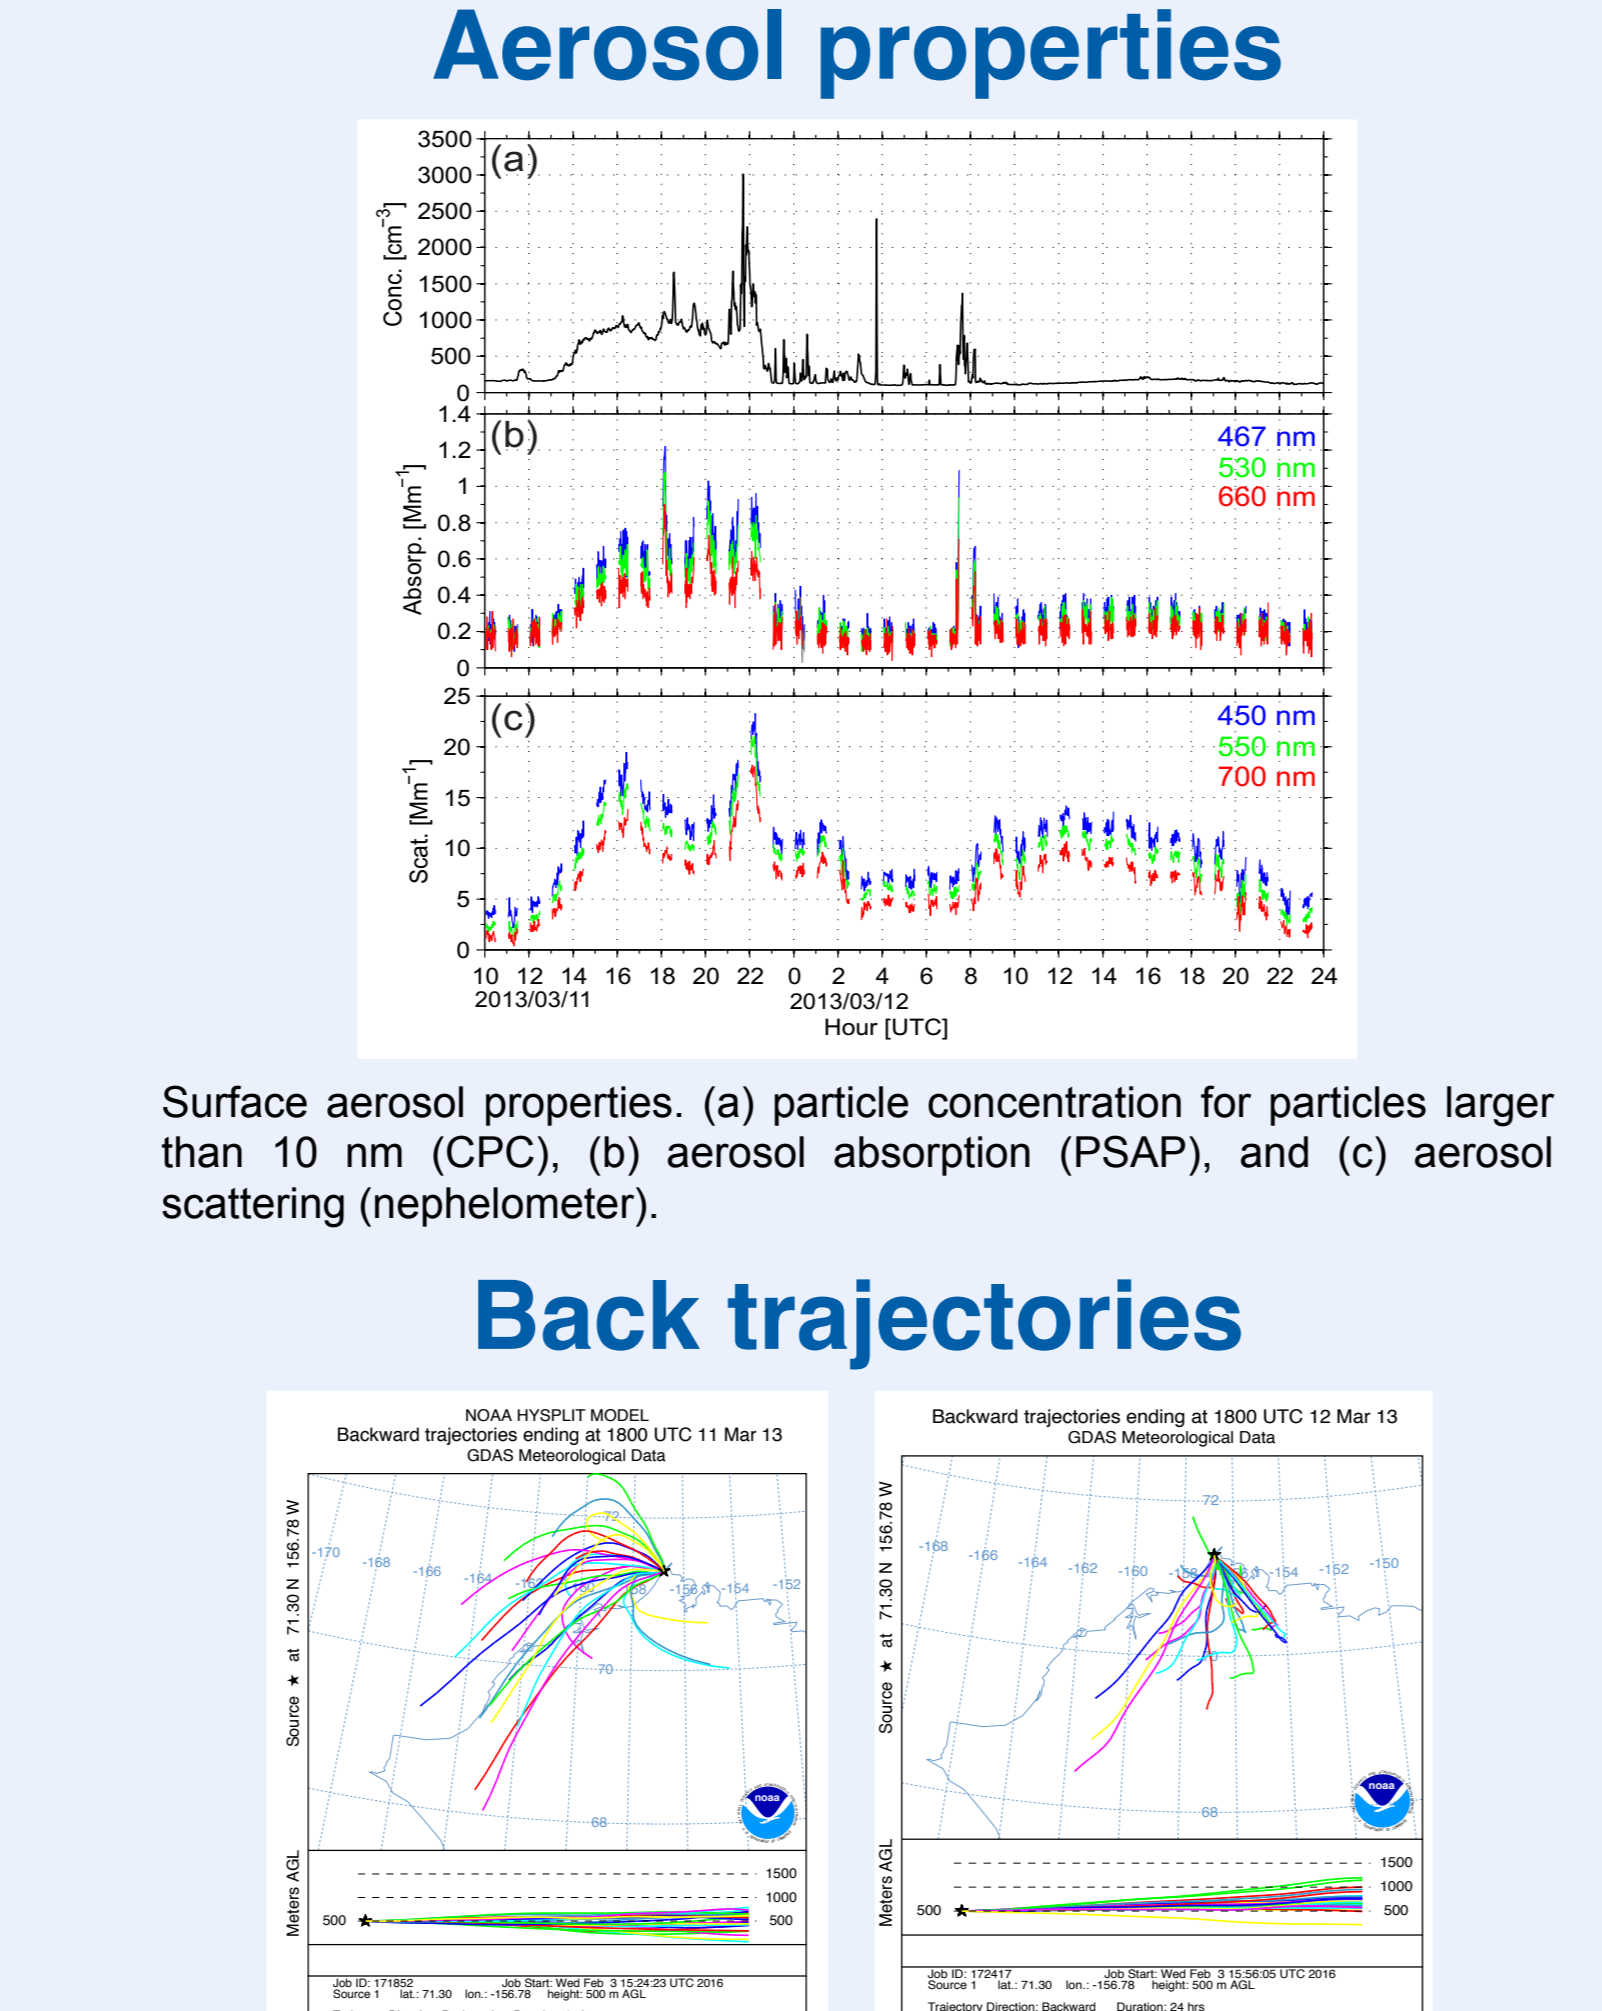 Aerosol properties
(a)
3500
3000
2500
2000
1500
1000
500
0
Conc. [cm⁻³]
(b)
467 nm
530 nm
660 nm
1.4
1.2
1
0.8
0.6
0.4
0.2
0
Absorp. [Mm⁻¹]
(c)
450 nm
550 nm
700 nm
25
20
15
10
5
0
Scat. [Mm⁻¹]
10 12 14 16 18 20 22 0 2 4 6 8 10 12 14 16 18 20 22 24
2013/03/11 2013/03/12
Hour [UTC]
Surface aerosol properties. (a) particle concentration for particles larger
than 10 nm (CPC), (b) aerosol absorption (PSAP), and (c) aerosol
scattering (nephelometer).
Back trajectories
NOAA HYSPLIT MODEL
Backward trajectories ending at 1800 UTC 11 Mar 13
GDAS Meteorological Data
Source ★ at 71.30 N 156.78 W
72
-170 -168 -166 -164 -154 -152
70
68
noaa
Meters AGL
1500
1000
500 500
Job ID: 171852 Job Start: Wed Feb 3 15:24:23 UTC 2016
Source 1 lat.: 71.30 lon.: -156.78 height: 500 m AGL
Backward trajectories ending at 1800 UTC 12 Mar 13
GDAS Meteorological Data
Source ★ at 71.30 N 156.78 W
72
-168 -166 -164 -162 -160 -154 -152 -150
68
noaa
Meters AGL
1500
1000
500 500
Job ID: 172417 Job Start: Wed Feb 3 15:56:05 UTC 2016
Source 1 lat.: 71.30 lon.: -156.78 height: 500 m AGL
Trajectory Direction: Backward Duration: 24 hrs